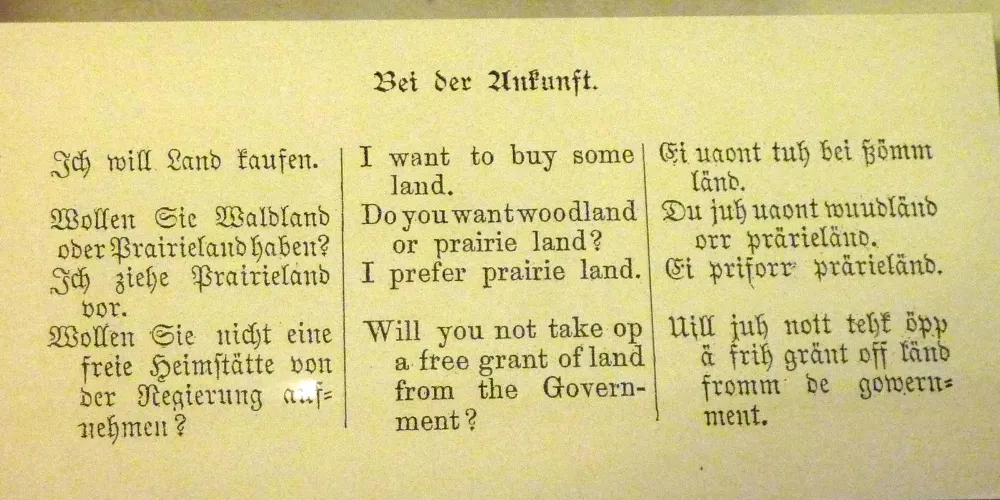 Bei der Ankunft.
Ich will Land kaufen.
Wollen Sie Waldland
oder Prairieland haben?
Ich ziehe Prairieland
vor.
Wollen Sie nicht eine
freie Heimstätte von
der Regierung auf=
nehmen?
I want to buy some
land.
Do you want woodland
or prairie land?
I prefer prairie land.
Will you not take op
a free grant of land
from the Govern-
ment?
Ei uaont tuh bei ßömm
länd.
Du juh uaont wuudländ
orr prärieländ.
Ei priforr prärieländ.
Uill juh nott tehk öpp
ä frih gränt off länd
fromm de gowern=
ment.